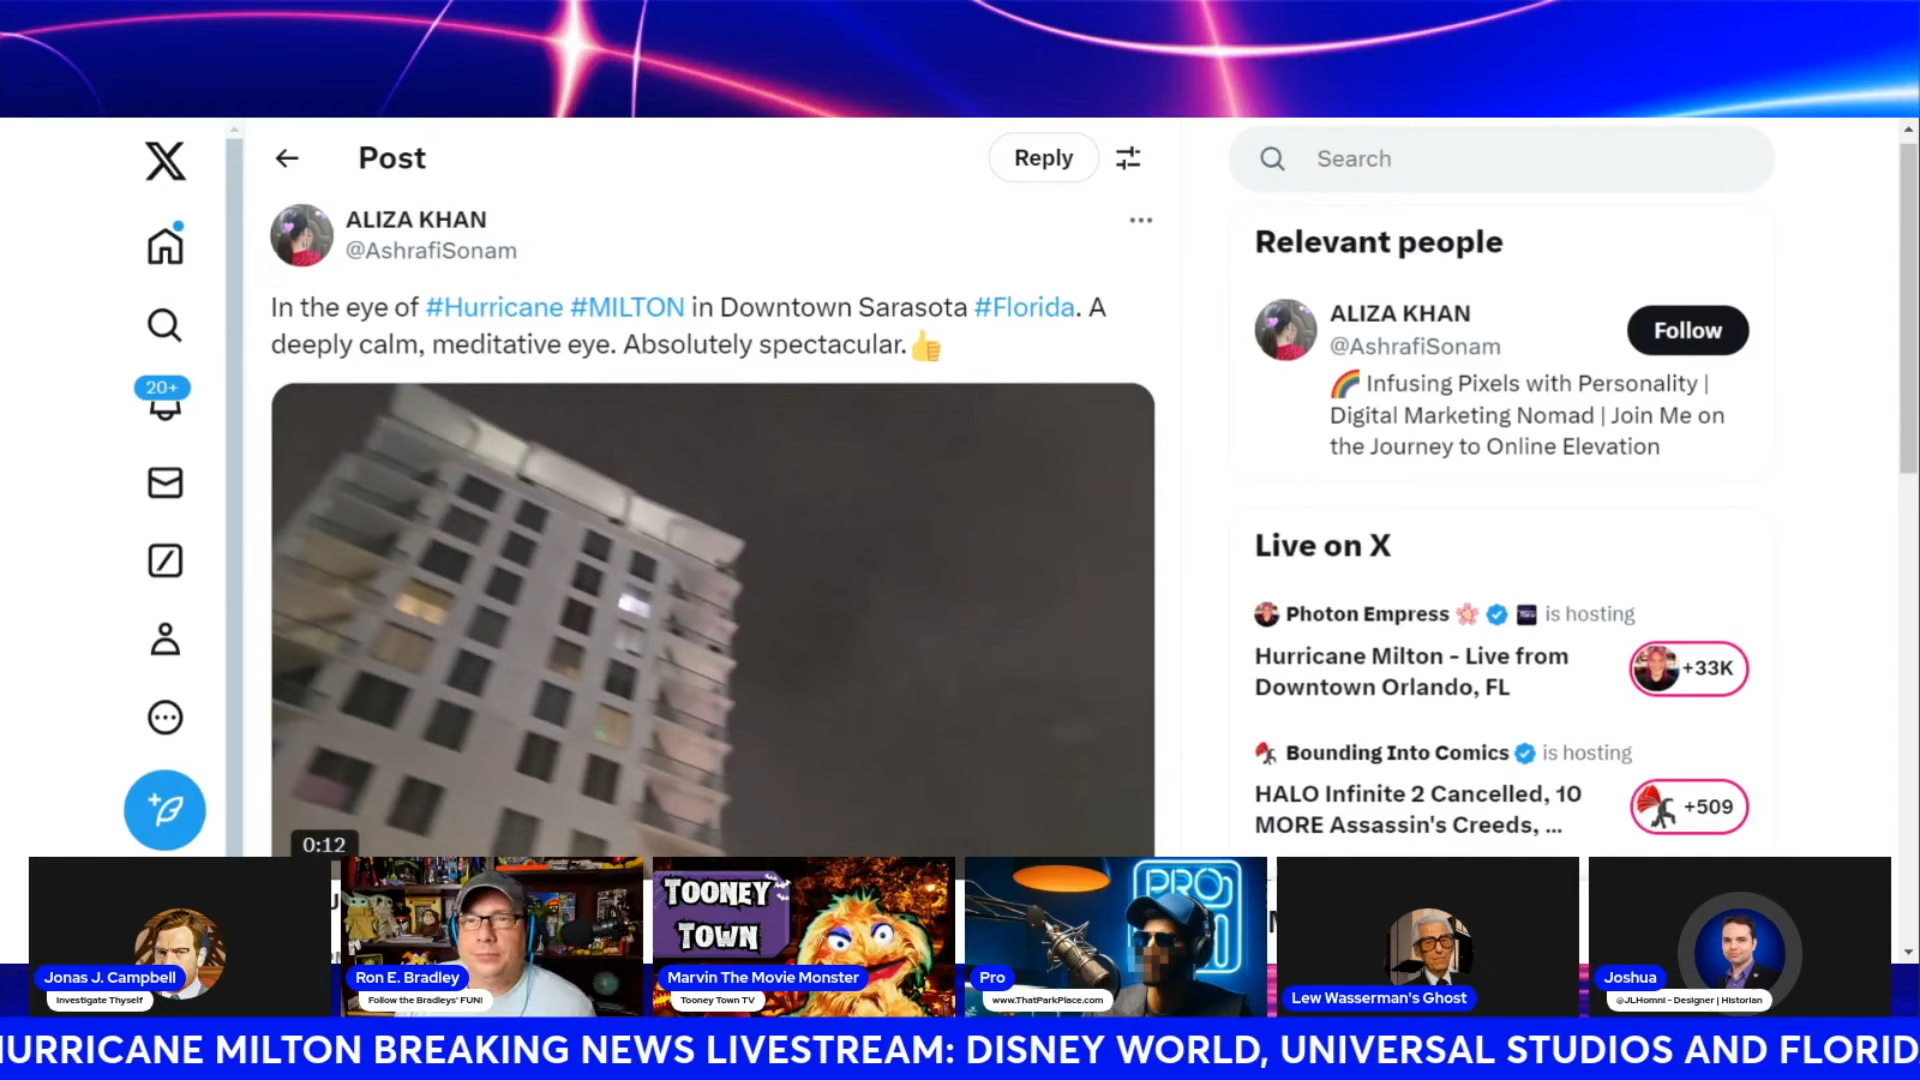 Post
Reply
Search
ALIZA KHAN
@AshrafiSonam
In the eye of #Hurricane #MILTON in Downtown Sarasota #Florida. A
deeply calm, meditative eye. Absolutely spectacular.👍
0:12
20+
Relevant people
ALIZA KHAN
@AshrafiSonam
Follow
🌈 Infusing Pixels with Personality |
Digital Marketing Nomad | Join Me on
the Journey to Online Elevation
Live on X
Photon Empress 🌸 is hosting
Hurricane Milton - Live from
Downtown Orlando, FL
+33K
Bounding Into Comics is hosting
HALO Infinite 2 Cancelled, 10
MORE Assassin's Creeds, ...
+509
Jonas J. Campbell
Investigate Thyself
Ron E. Bradley
Follow the Bradleys' FUN!
TOONEY
TOWN
Marvin The Movie Monster
Tooney Town TV
PRO
Pro
www.ThatParkPlace.com
Lew Wasserman's Ghost
Joshua
@JLHomni - Designer | Historian
HURRICANE MILTON BREAKING NEWS LIVESTREAM: DISNEY WORLD, UNIVERSAL STUDIOS AND FLORID